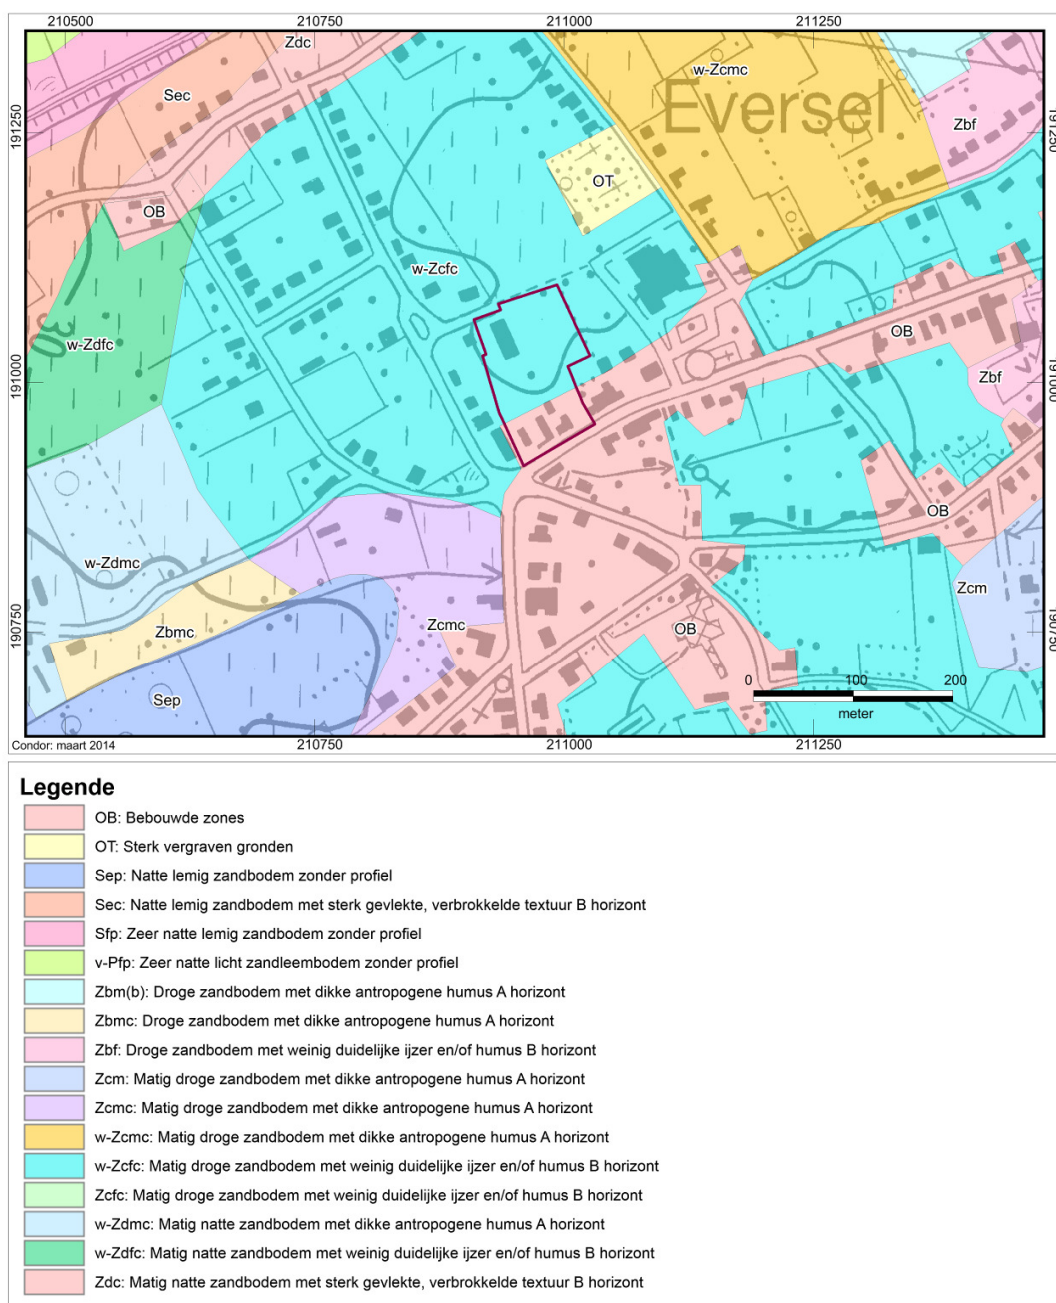 210500 210750 211000 211250
Zdc
w-Zcmc
Sec
Eversel
191250 191250
Zbf
OT
OB
w-Zcfc
30
w-Zdfc
OB
191000 191000
Zbf
OB
w-Zdmc
Zcm
Zbmc
Zcmc
OB
190750 190750
Sep
0 100 200
meter
Condor: maart 2014
210750 211000 211250
Legende
OB: Bebouwde zones
OT: Sterk vergraven gronden
Sep: Natte lemig zandbodem zonder profiel
Sec: Natte lemig zandbodem met sterk gevlekte, verbrokkelde textuur B horizont
Sfp: Zeer natte lemig zandbodem zonder profiel
v-Pfp: Zeer natte licht zandleembodem zonder profiel
Zbm(b): Droge zandbodem met dikke antropogene humus A horizont
Zbmc: Droge zandbodem met dikke antropogene humus A horizont
Zbf: Droge zandbodem met weinig duidelijke ijzer en/of humus B horizont
Zcm: Matig droge zandbodem met dikke antropogene humus A horizont
Zcmc: Matig droge zandbodem met dikke antropogene humus A horizont
w-Zcmc: Matig droge zandbodem met dikke antropogene humus A horizont
w-Zcfc: Matig droge zandbodem met weinig duidelijke ijzer en/of humus B horizont
Zcfc: Matig droge zandbodem met weinig duidelijke ijzer en/of humus B horizont
w-Zdmc: Matig natte zandbodem met dikke antropogene humus A horizont
w-Zdfc: Matig natte zandbodem met weinig duidelijke ijzer en/of humus B horizont
Zdc: Matig natte zandbodem met sterk gevlekte, verbrokkelde textuur B horizont